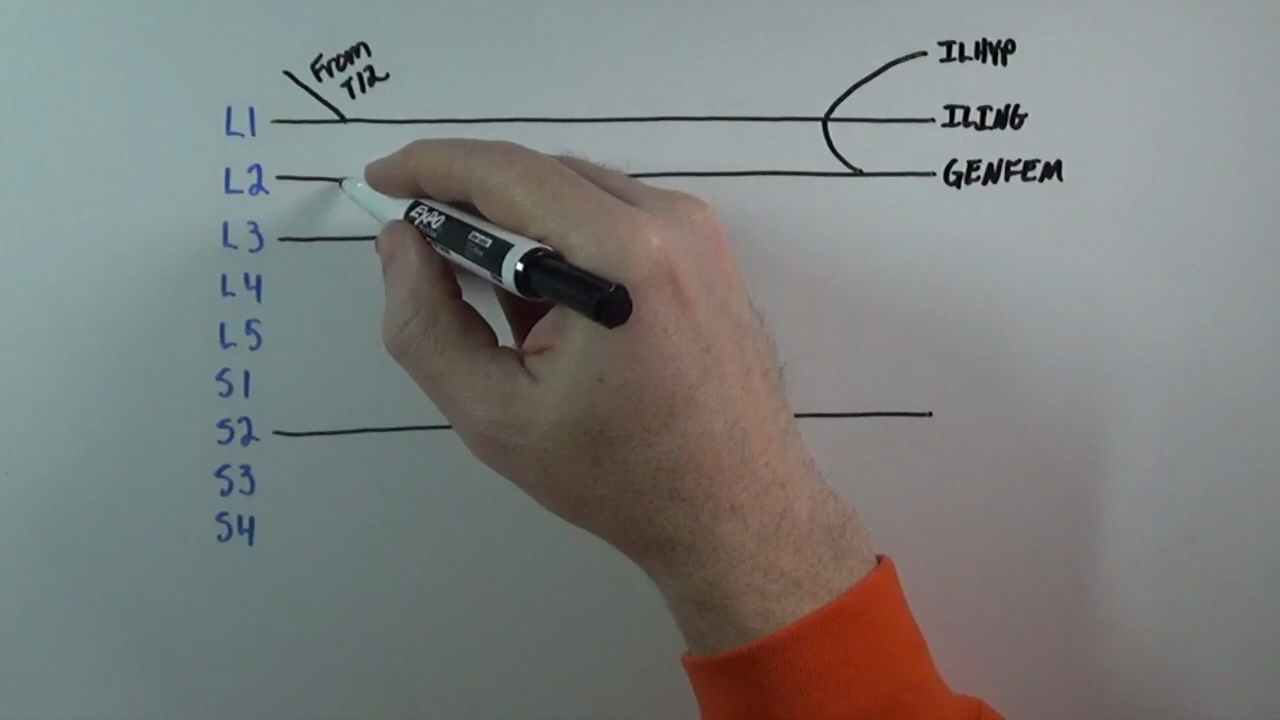 From
T12
ILHYP
L1
ILING
L2
GENFEM
EXPO
L3
L4
L5
S1
S2
S3
S4